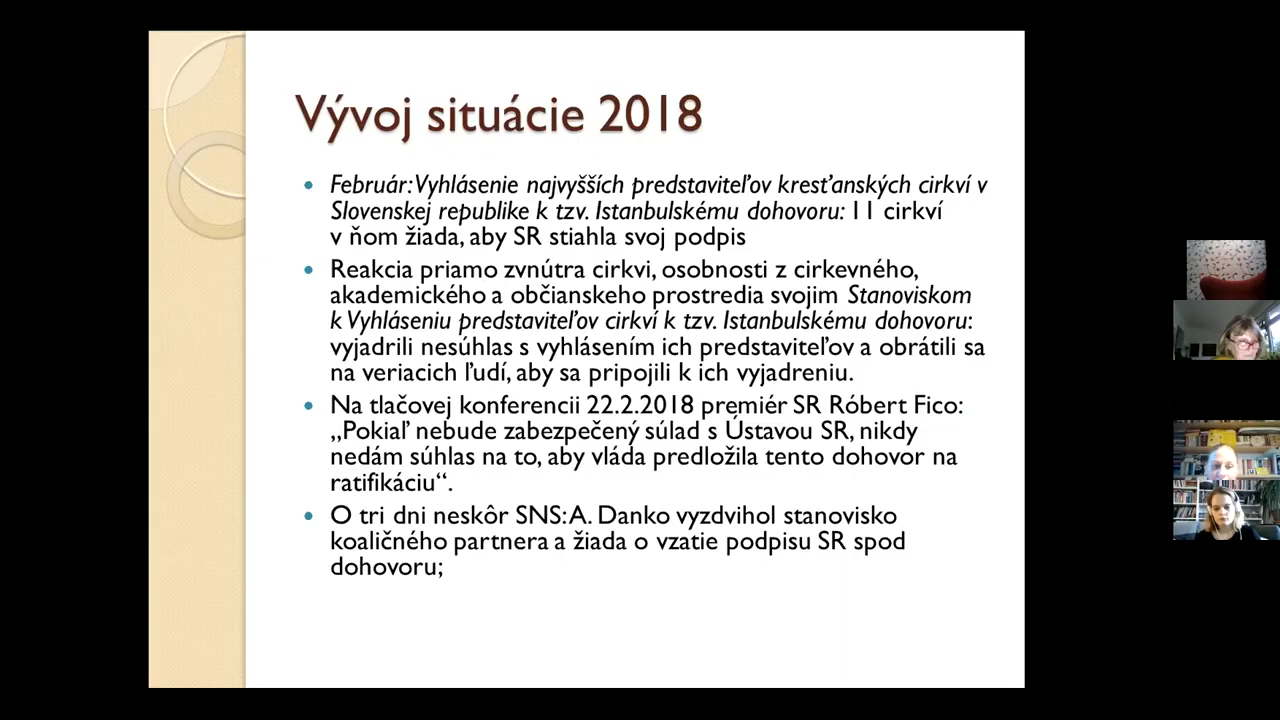 Vývoj situácie 2018
Február: Vyhlásenie najvyšších predstaviteľov kresťanských cirkví v
Slovenskej republike k tzv. Istanbulskému dohovoru: 11 cirkví
v ňom žiada, aby SR stiahla svoj podpis
Reakcia priamo zvnútra cirkvi, osobnosti z cirkevného,
akademického a občianskeho prostredia svojim Stanoviskom
k Vyhláseniu predstaviteľov cirkví k tzv. Istanbulskému dohovoru:
vyjadrili nesúhlas s vyhlásením ich predstaviteľov a obrátili sa
na veriacich ľudí, aby sa pripojili k ich vyjadreniu.
Na tlačovej konferencii 22.2.2018 premiér SR Róbert Fico:
„Pokiaľ nebude zabezpečený súlad s Ústavou SR, nikdy
nedám súhlas na to, aby vláda predložila tento dohovor na
ratifikáciu“.
O tri dni neskôr SNS: A. Danko vyzdvihol stanovisko
koaličného partnera a žiada o vzatie podpisu SR spod
dohovoru;